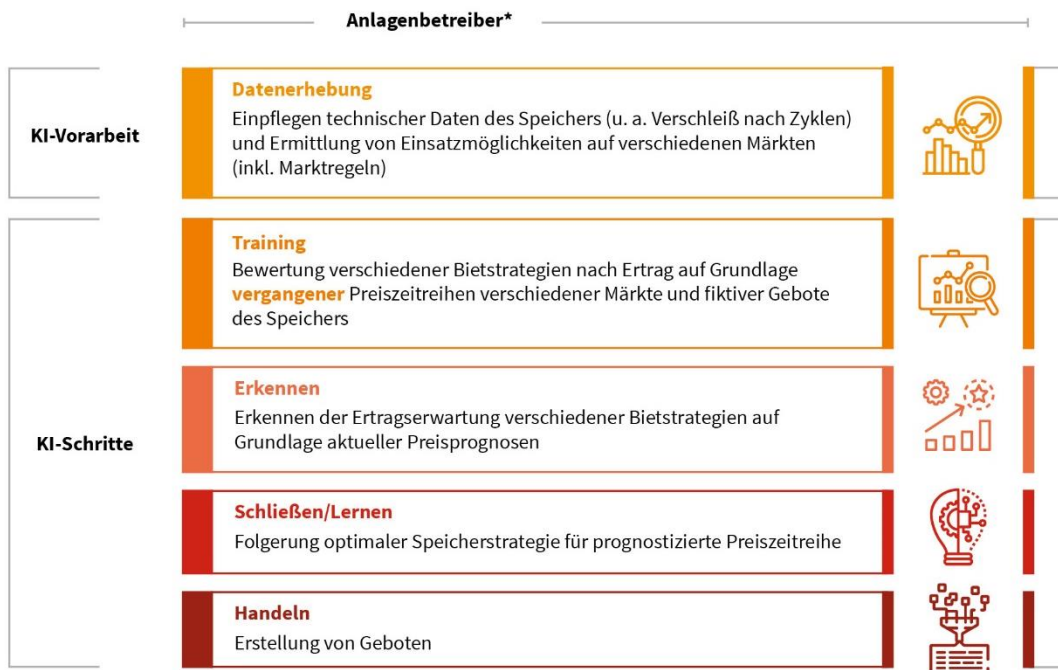 Anlagenbetreiber*
KI-Vorarbeit
Datenerhebung
Einpflegen technischer Daten des Speichers (u. a. Verschleiß nach Zyklen)
und Ermittlung von Einsatzmöglichkeiten auf verschiedenen Märkten
(inkl. Marktregeln)
KI-Schritte
Training
Bewertung verschiedener Bietstrategien nach Ertrag auf Grundlage
vergangener Preiszeitreihen verschiedener Märkte und fiktiver Gebote
des Speichers
Erkennen
Erkennen der Ertragserwartung verschiedener Bietstrategien auf
Grundlage aktueller Preisprognosen
Schließen/Lernen
Folgerung optimaler Speicherstrategie für prognostizierte Preiszeitreihe
Handeln
Erstellung von Geboten